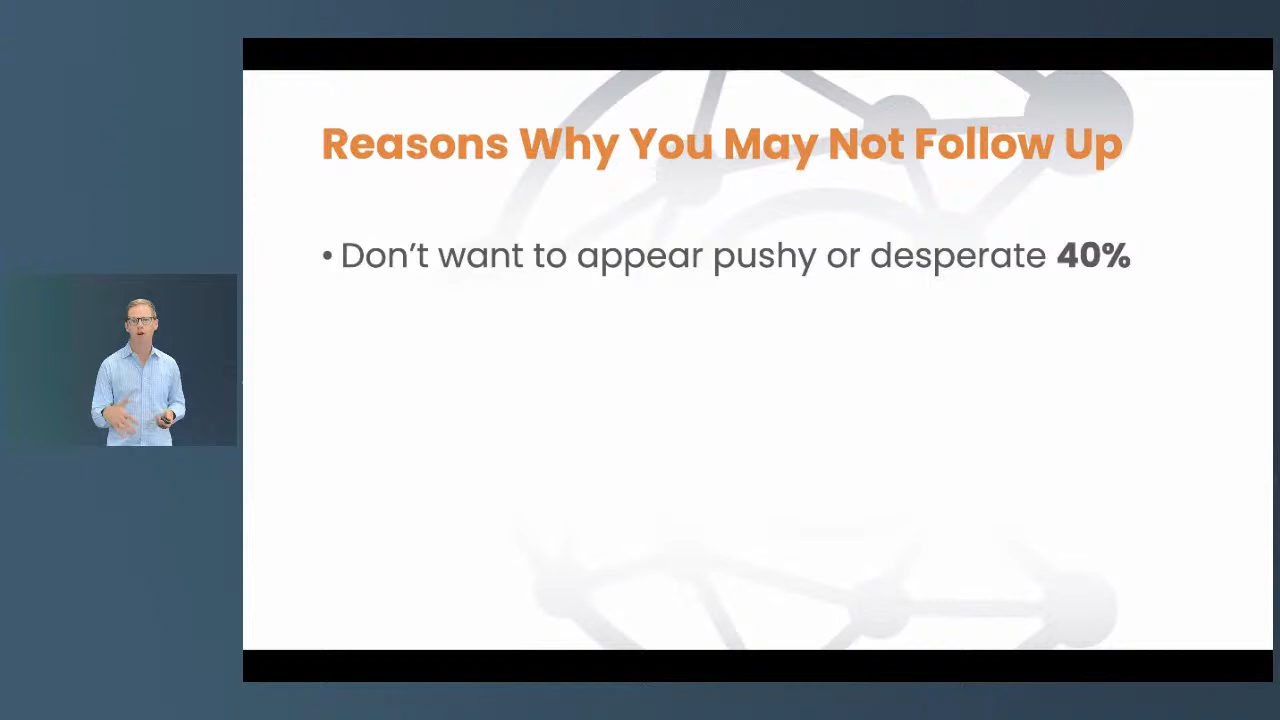 Reasons Why You May Not Follow Up
• Don’t want to appear pushy or desperate 40%